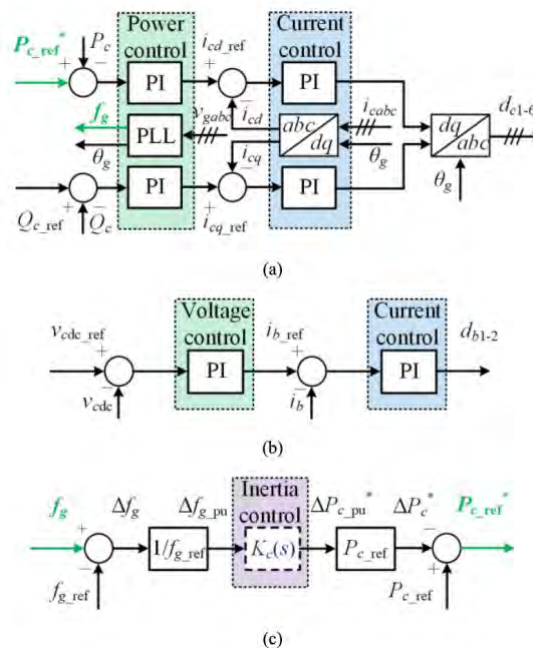 Power control
Current control
P_c_ref*
P_c
i_cd_ref
PI
PI
f_g
PLL
v_gabc
i_cd
abc
dq
i_cabc
dq
abc
d_c1-6
θ_g
i_cq
θ_g
PI
PI
θ_g
Q_c_ref
Q_c
i_cq_ref
(a)
Voltage control
Current control
v_cdc_ref
i_b_ref
d_b1-2
PI
PI
v_cdc
i_b
(b)
Inertia control
f_g
Δf_g
Δf_g_pu
ΔP_c_pu*
ΔP_c*
P_c_ref*
1/f_g_ref
K_c(s)
P_c_ref
f_g_ref
P_c_ref
(c)